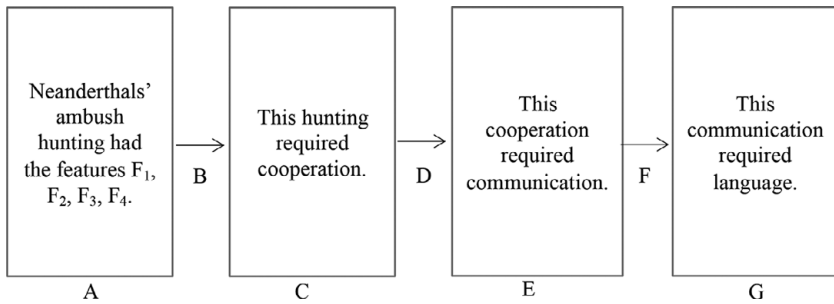 Neanderthals’
ambush
hunting had
the features F₁,
F₂, F₃, F₄.
This hunting
required
cooperation.
This
cooperation
required
communication.
This
communication
required
language.
B
D
F
A
C
E
G